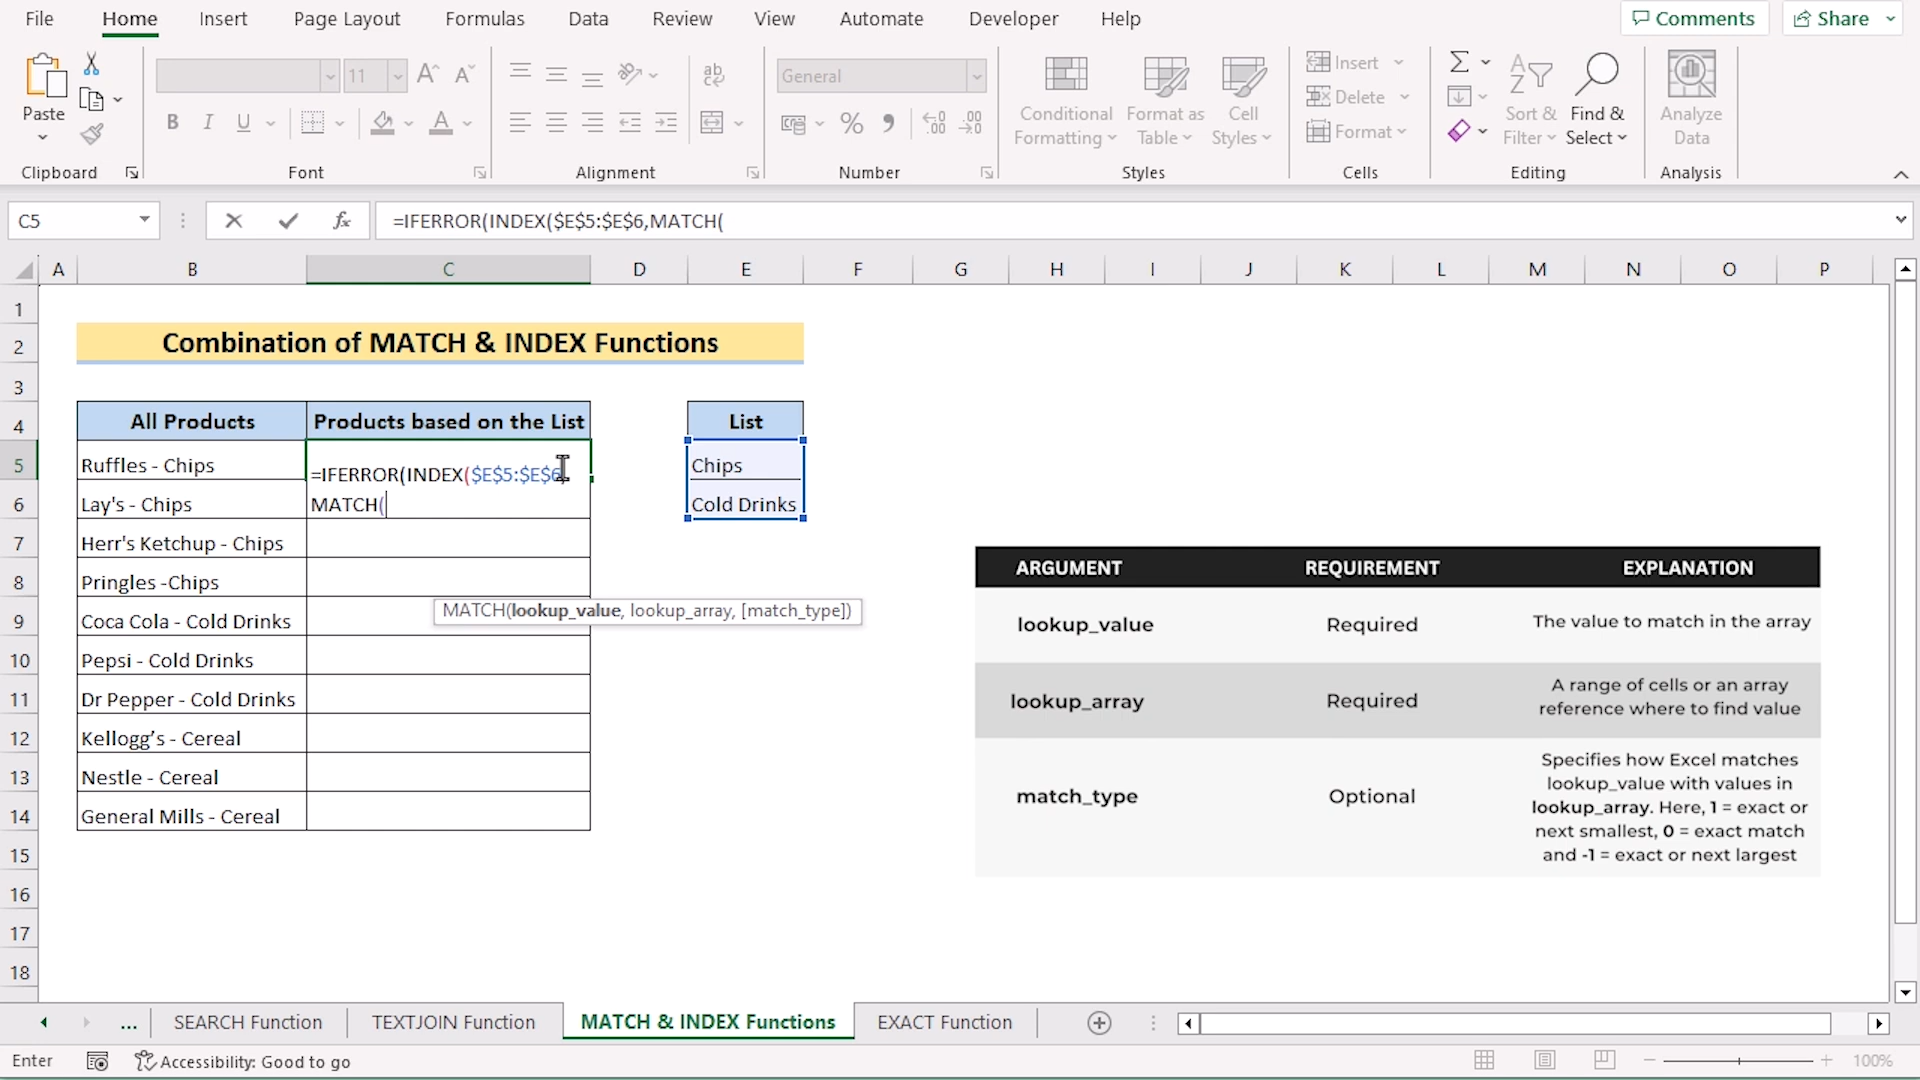 File Home Insert Page Layout Formulas Data Review View Automate Developer Help Comments Share
11 A A ab General Insert Σ A Z
Paste Conditional Formatting Format as Table Cell Styles Delete Sort & Filter Find & Select Analyze Data
B I U A % Format
Clipboard Font Alignment Number Styles Cells Editing Analysis
C5 fx =IFERROR(INDEX($E$5:$E$6,MATCH(
A B C D E F G H I J K L M N O P
1
2 Combination of MATCH & INDEX Functions
3
4 All Products Products based on the List List
5 Ruffles - Chips =IFERROR(INDEX($E$5:$E$6, Chips
6 Lay's - Chips MATCH( Cold Drinks
7 Herr's Ketchup - Chips
8 Pringles -Chips
MATCH(lookup_value, lookup_array, [match_type])
9 Coca Cola - Cold Drinks
10 Pepsi - Cold Drinks
11 Dr Pepper - Cold Drinks
12 Kellogg’s - Cereal
13 Nestle - Cereal
14 General Mills - Cereal
15
16
17
18
ARGUMENT REQUIREMENT EXPLANATION
lookup_value Required The value to match in the array
lookup_array Required A range of cells or an array
reference where to find value
match_type Optional Specifies how Excel matches
lookup_value with values in
lookup_array. Here, 1 = exact or
next smallest, 0 = exact match
and -1 = exact or next largest
... SEARCH Function TEXTJOIN Function MATCH & INDEX Functions EXACT Function
Enter Accessibility: Good to go 100%